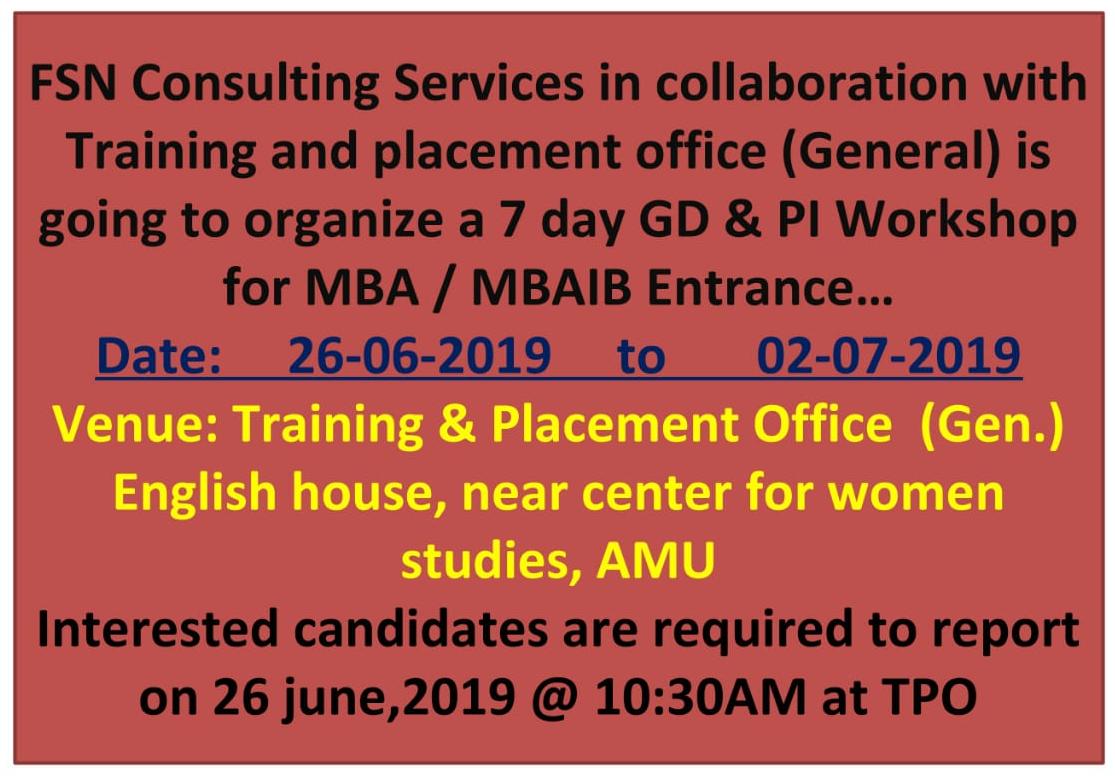 FSN Consulting Services in collaboration with
Training and placement office (General) is
going to organize a 7 day GD & PI Workshop
for MBA / MBAIB Entrance...
Date: 26-06-2019 to 02-07-2019
Venue: Training & Placement Office (Gen.)
English house, near center for women
studies, AMU
Interested candidates are required to report
on 26 june,2019 @ 10:30AM at TPO